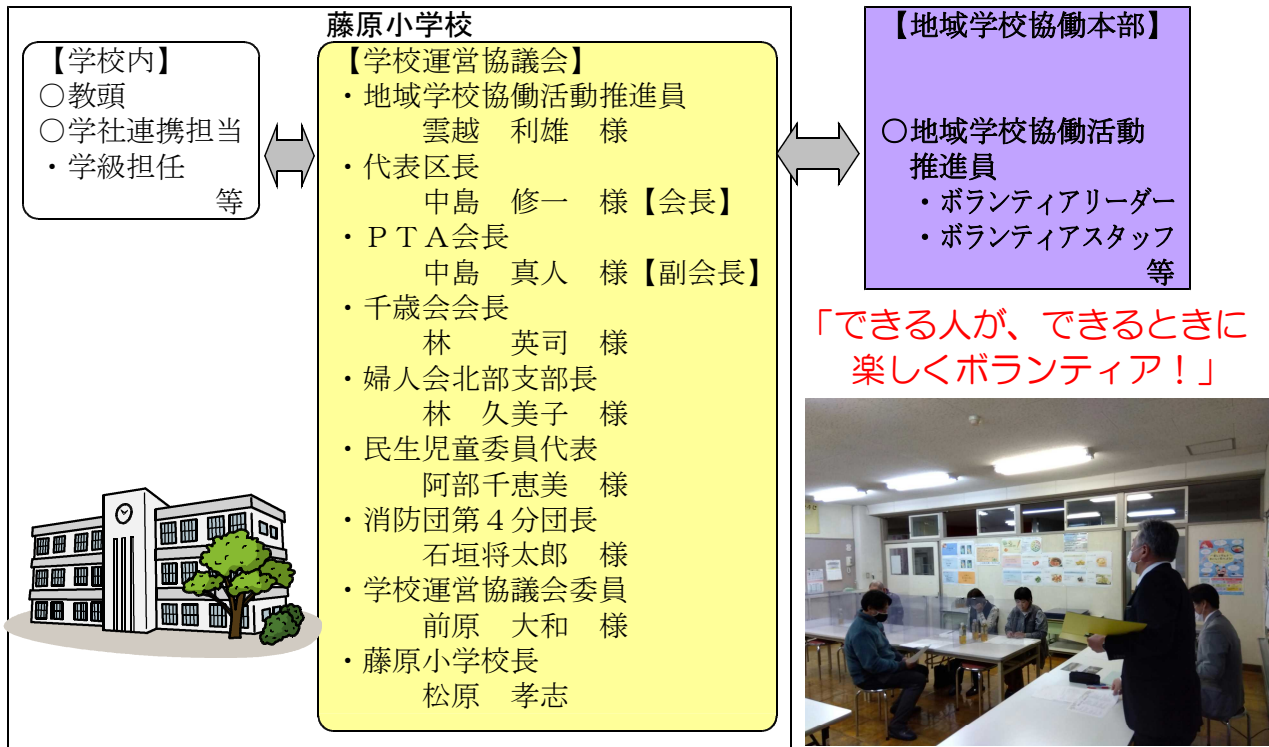 藤原小学校
【学校内】
○教頭
○学社連携担当
・学級担任
等
【学校運営協議会】
・地域学校協働活動推進員
雲越　利雄　様
・代表区長
中島　修一　様【会長】
・ＰＴＡ会長
中島　真人　様【副会長】
・千歳会会長
林　　英司　様
・婦人会北部支部長
林　久美子　様
・民生児童委員代表
阿部千恵美　様
・消防団第４分団長
石垣将太郎　様
・学校運営協議会委員
前原　大和　様
・藤原小学校長
松原　孝志
【地域学校協働本部】
○地域学校協働活動
推進員
・ボランティアリーダー
・ボランティアスタッフ
等
「できる人が、できるときに
楽しくボランティア！」